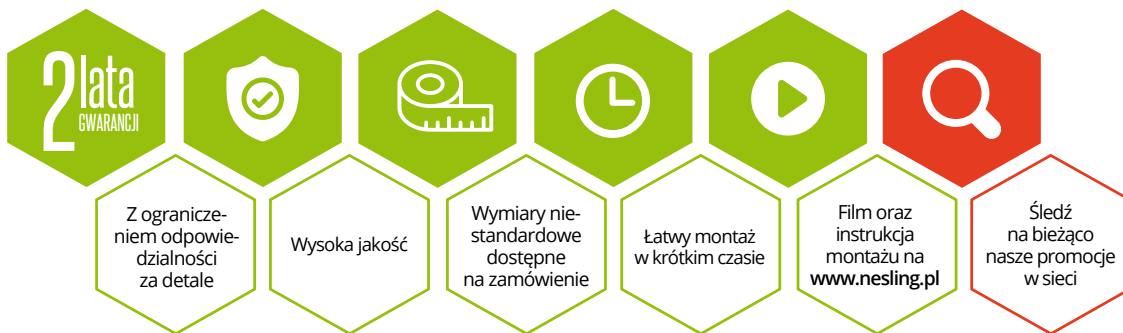 2 lata
GWARANCJI
Z ogranicze-
niem odpowie-
dzialności
za detale
Wysoka jakość
Wymiary nie-
standardowe
dostępne
na zamówienie
Łatwy montaż
w krótkim czasie
Film oraz
instrukcja
montażu na
www.nesling.pl
Śledź
na bieżąco
nasze promocje
w sieci